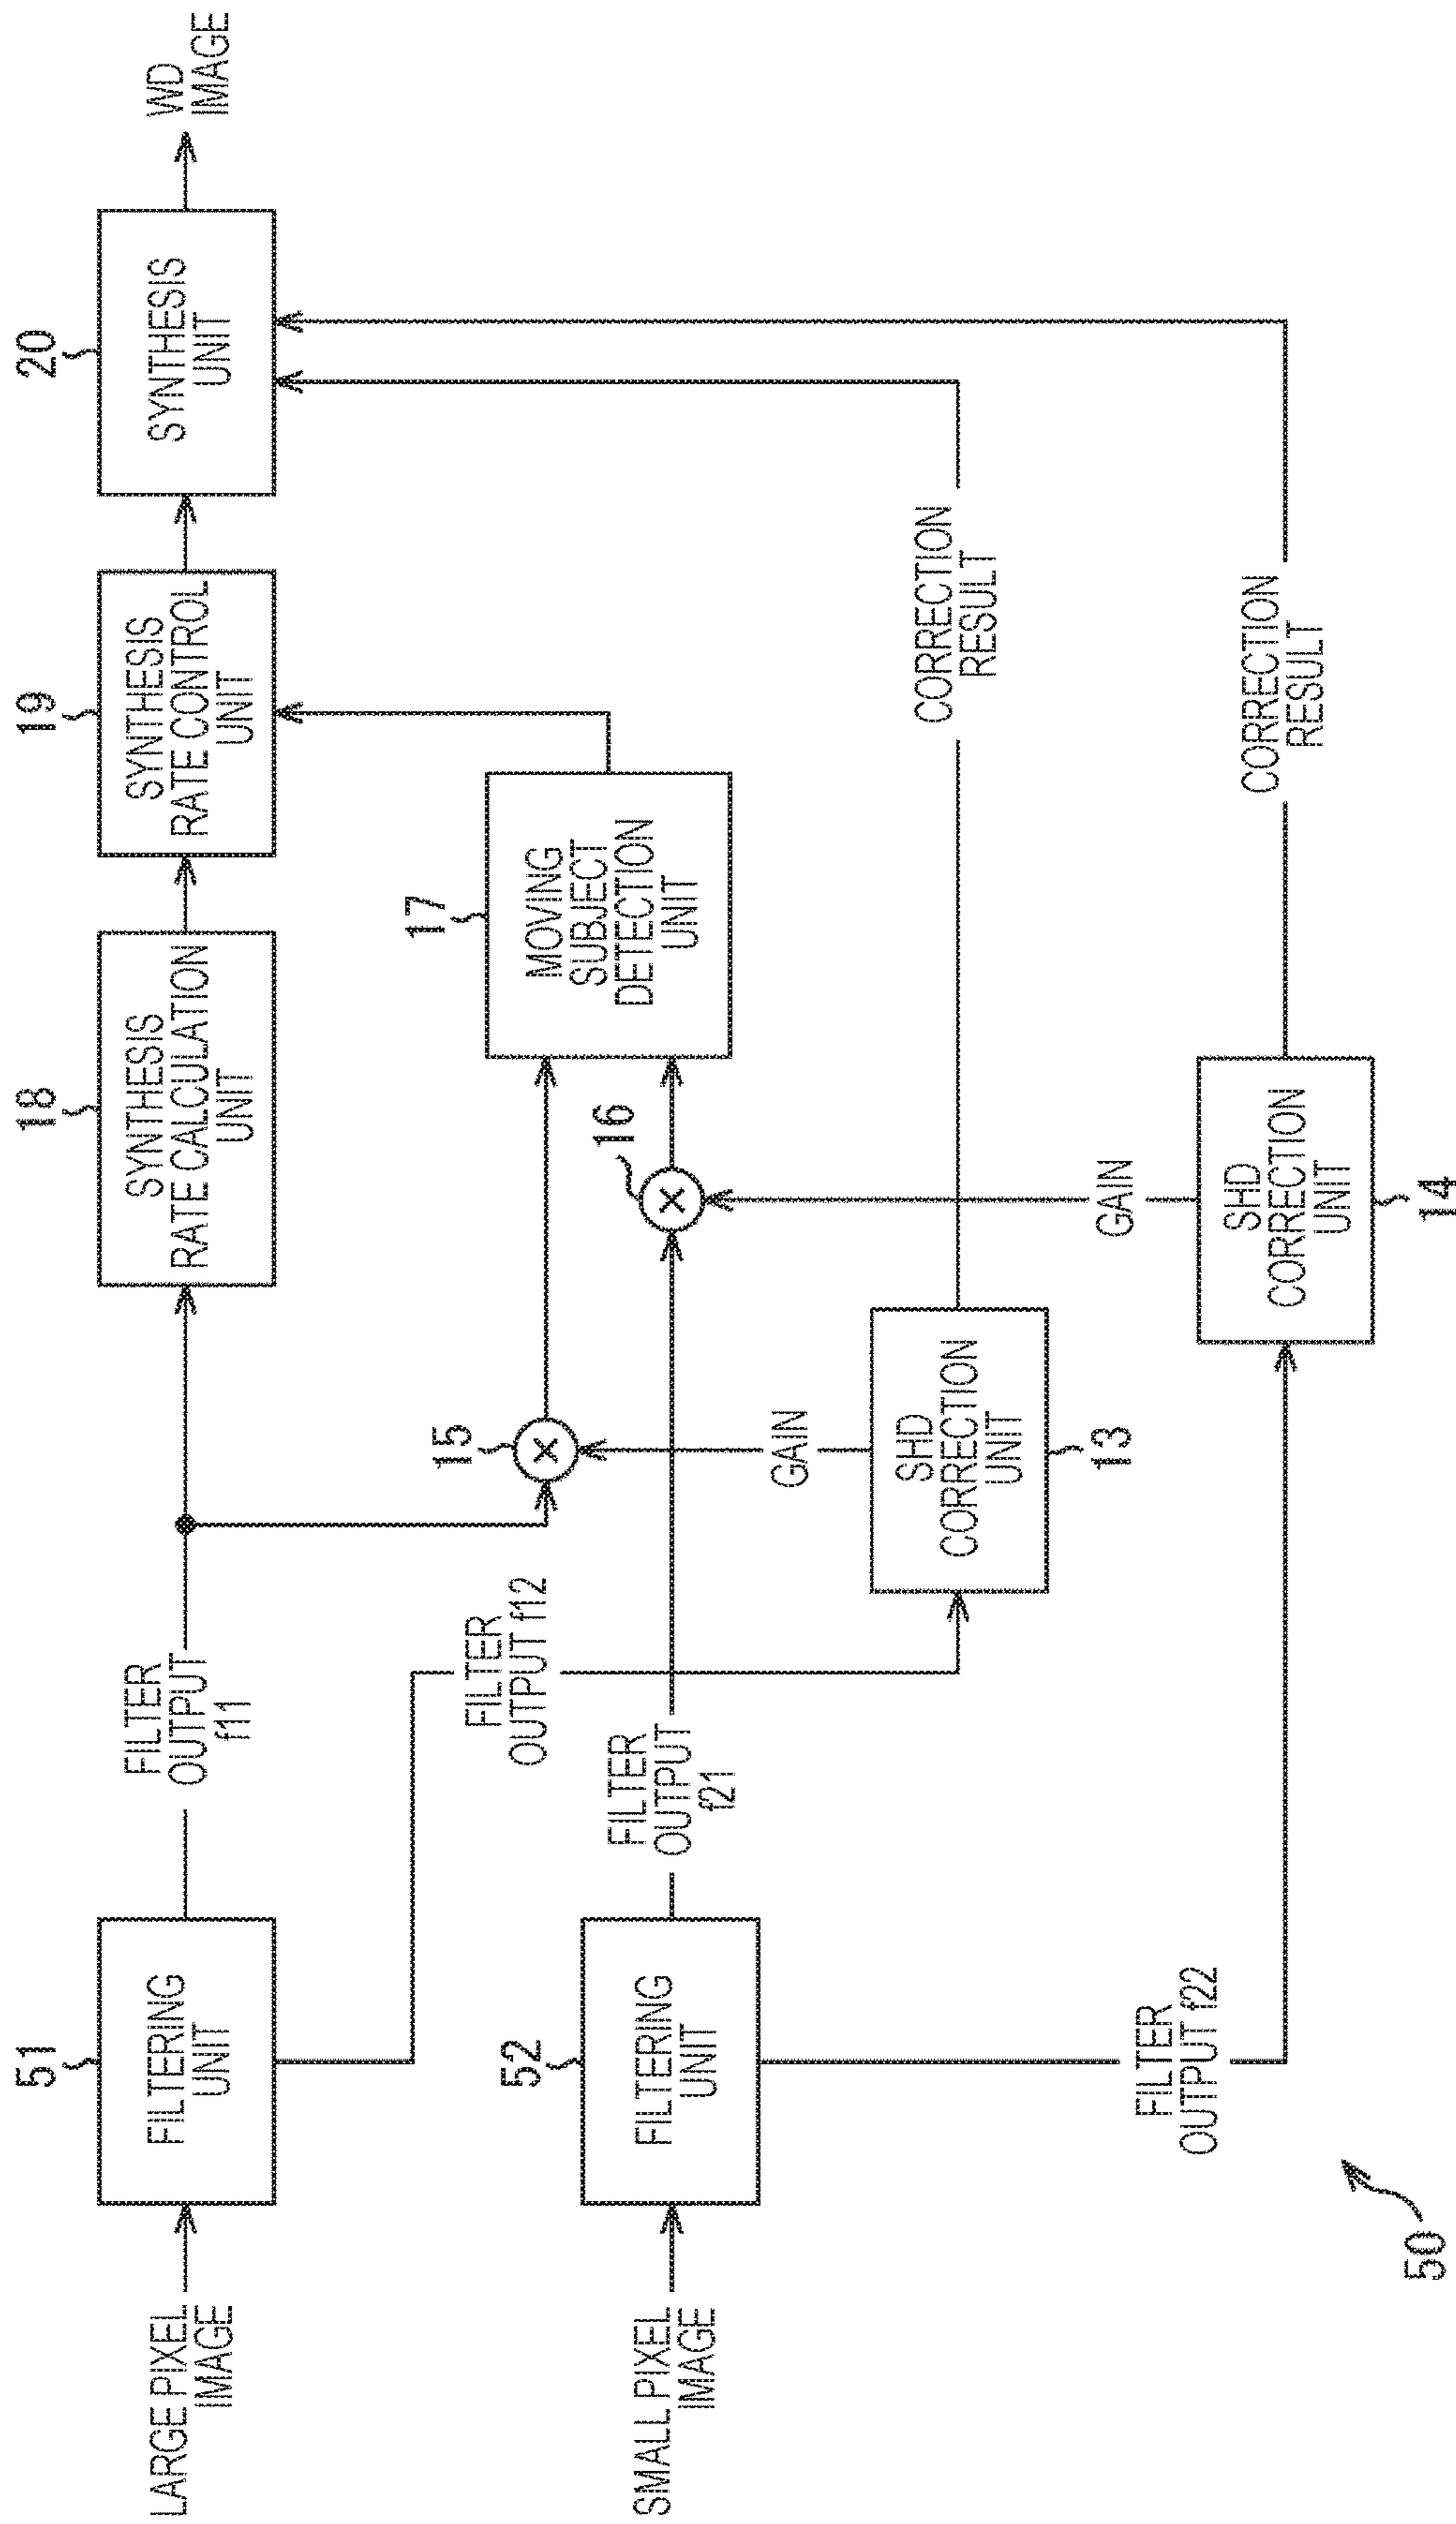 LARGE PIXEL
IMAGE
51
FILTERING
UNIT
FILTER
OUTPUT
f11
18
SYNTHESIS
RATE CALCULATION
UNIT
19
SYNTHESIS
RATE CONTROL
UNIT
20
SYNTHESIS
UNIT
WD
IMAGE
FILTER
OUTPUT f12
15
×
16
×
17
MOVING
SUBJECT
DETECTION
UNIT
SMALL PIXEL
IMAGE
52
FILTERING
UNIT
FILTER
OUTPUT
f21
GAIN
SHD
CORRECTION
UNIT
13
CORRECTION
RESULT
FILTER
OUTPUT f22
GAIN
SHD
CORRECTION
UNIT
14
CORRECTION
RESULT
50